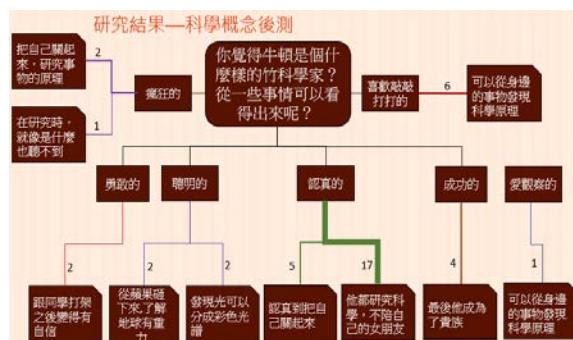 研究結果—科學概念後測
把自己關起
來，研究事
物的原理
2
在研究時，
就像是什麼
也聽不到
1
瘋狂的
你覺得牛頓是個什
麼樣的竹科學家？
從一些事情可以看
得出來呢？
喜歡敲敲
打打的
6
可以從身邊
的事物發現
科學原理
勇敢的
聰明的
認真的
成功的
愛觀察的
2
2
2
5
17
4
1
跟同學打架
之後變得有
自信
從蘋果砸
下來,了解
地球有重
力
發現光可以
分成彩色光
譜
認真到把自
己關起來
他都研究科
學，不陪自
己的女朋友
最後他成為
了貴族
可以從身邊
的事物發現
科學原理